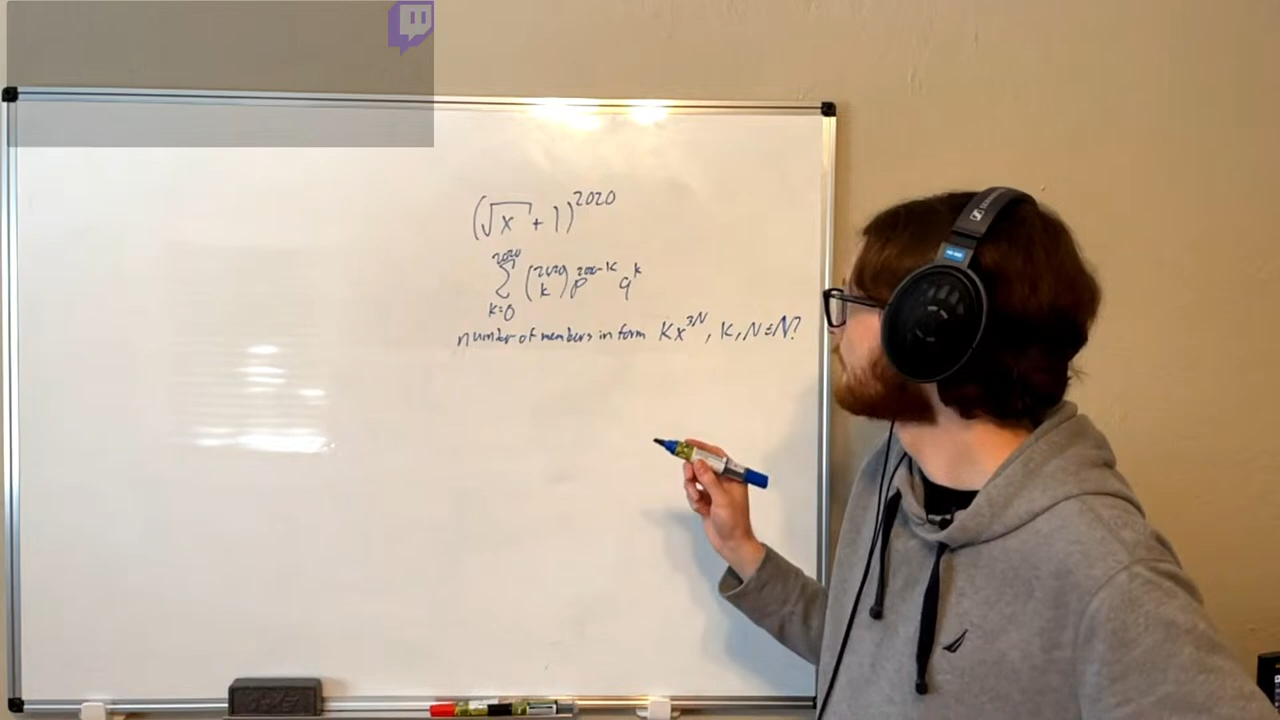 (√x + 1)^2020
2020
∑ (2020 k) p^2020-k q^k
k=0
number of members in form Kx^3N, K, N ∈ N?